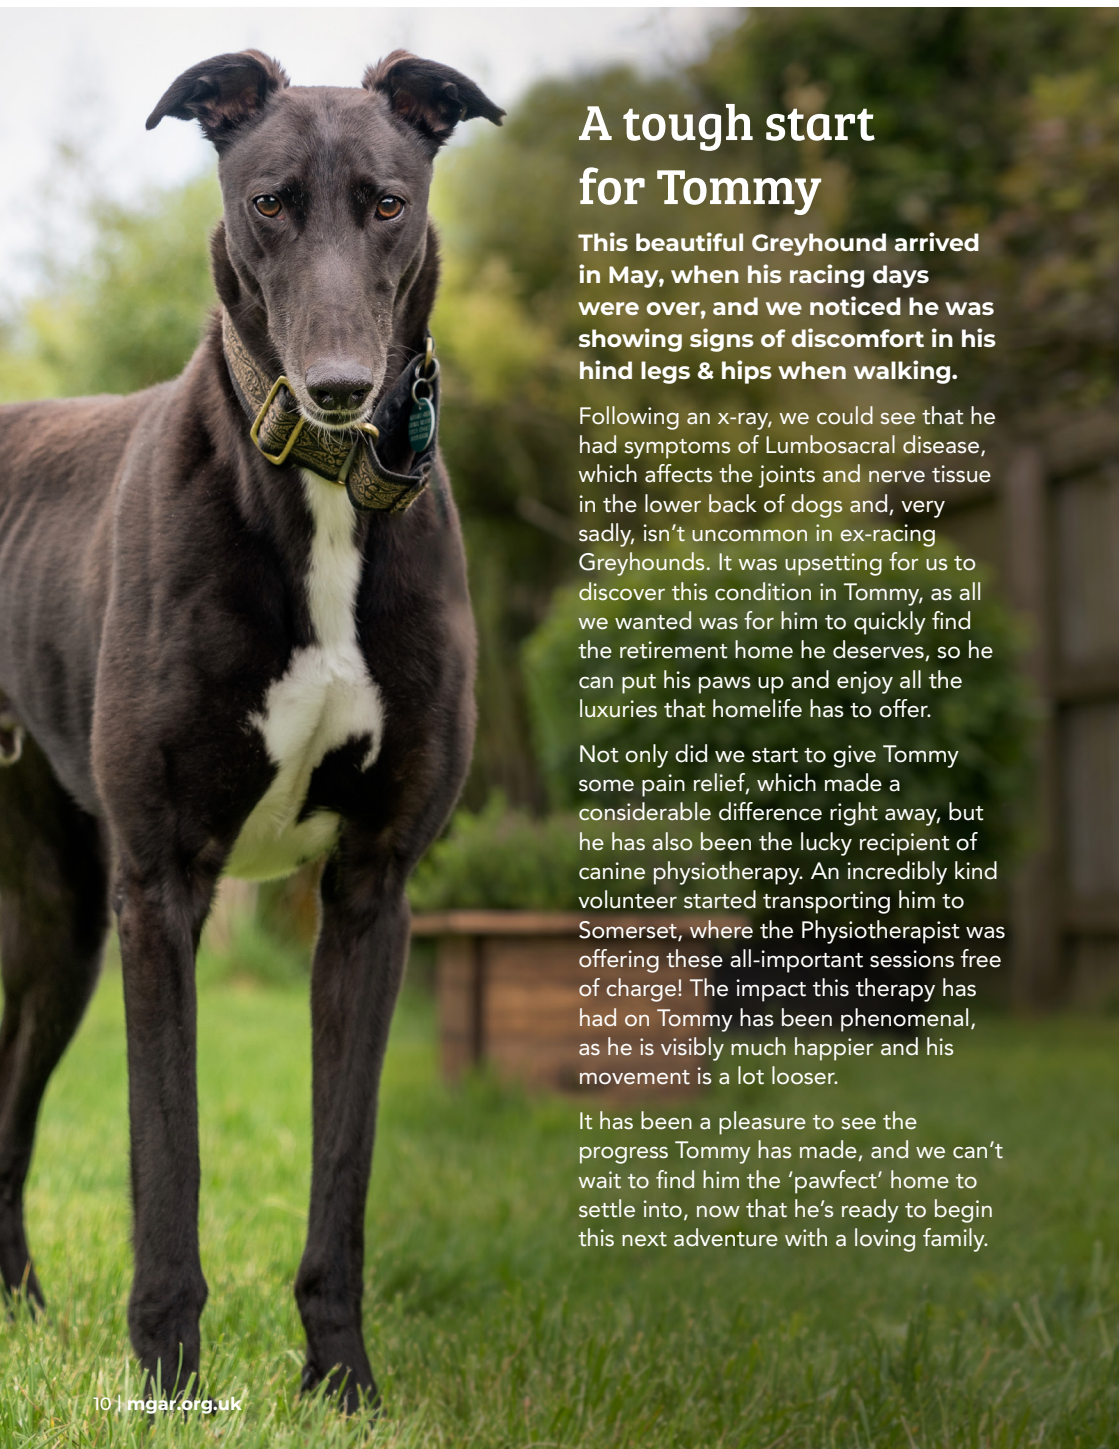 A tough start
for Tommy
This beautiful Greyhound arrived
in May, when his racing days
were over, and we noticed he was
showing signs of discomfort in his
hind legs & hips when walking.
Following an x-ray, we could see that he
had symptoms of Lumbosacral disease,
which affects the joints and nerve tissue
in the lower back of dogs and, very
sadly, isn’t uncommon in ex-racing
Greyhounds. It was upsetting for us to
discover this condition in Tommy, as all
we wanted was for him to quickly find
the retirement home he deserves, so he
can put his paws up and enjoy all the
luxuries that homelife has to offer.
Not only did we start to give Tommy
some pain relief, which made a
considerable difference right away, but
he has also been the lucky recipient of
canine physiotherapy. An incredibly kind
volunteer started transporting him to
Somerset, where the Physiotherapist was
offering these all-important sessions free
of charge! The impact this therapy has
had on Tommy has been phenomenal,
as he is visibly much happier and his
movement is a lot looser.
It has been a pleasure to see the
progress Tommy has made, and we can’t
wait to find him the ‘pawfect’ home to
settle into, now that he’s ready to begin
this next adventure with a loving family.
10 | mgar.org.uk